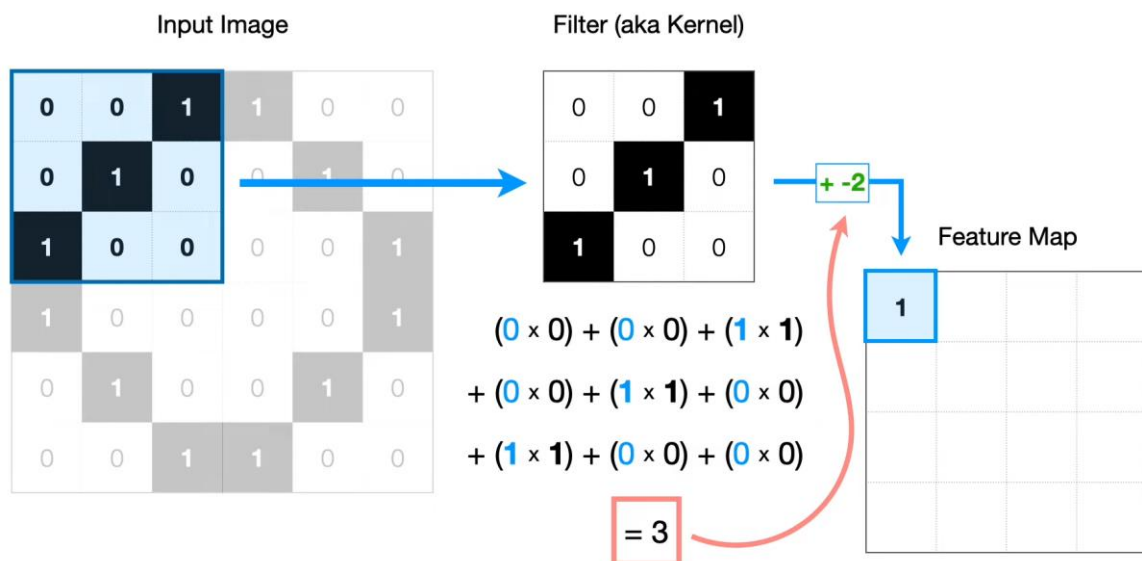 Input Image
Filter (aka Kernel)
0 0 1 1 0 0
0 1 0 0 1 0
1 0 0 0 0 1
1 0 0 0 0 1
0 1 0 0 1 0
0 0 1 1 0 0
0 0 1
0 1 0
1 0 0
+ -2
Feature Map
1
(0 × 0) + (0 × 0) + (1 × 1)
+ (0 × 0) + (1 × 1) + (0 × 0)
+ (1 × 1) + (0 × 0) + (0 × 0)
= 3